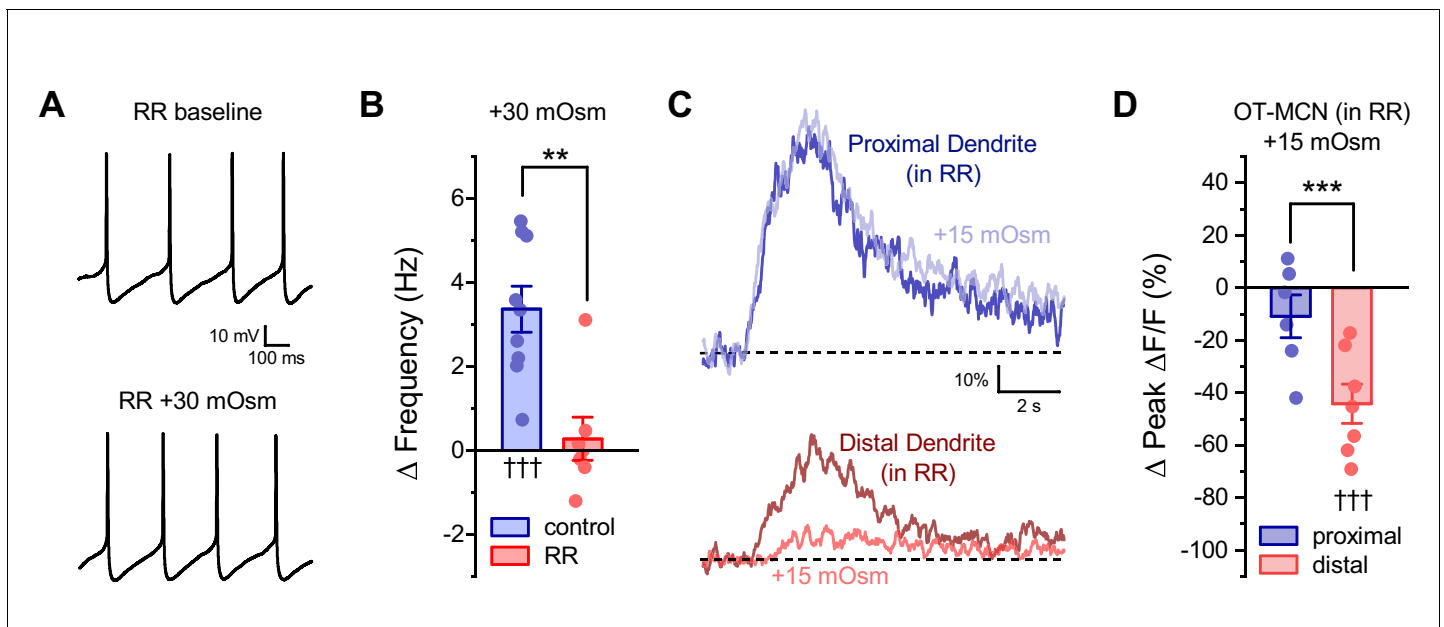 A
RR baseline
10 mV
100 ms
RR +30 mOsm
B
+30 mOsm
**
Δ Frequency (Hz)
6
4
2
0
-2
†††
control
RR
C
Proximal Dendrite
(in RR)
+15 mOsm
10%
2 s
Distal Dendrite
(in RR)
+15 mOsm
D
OT-MCN (in RR)
+15 mOsm
***
Δ Peak ΔF/F (%)
40
20
0
-20
-40
-60
-80
-100
†††
proximal
distal